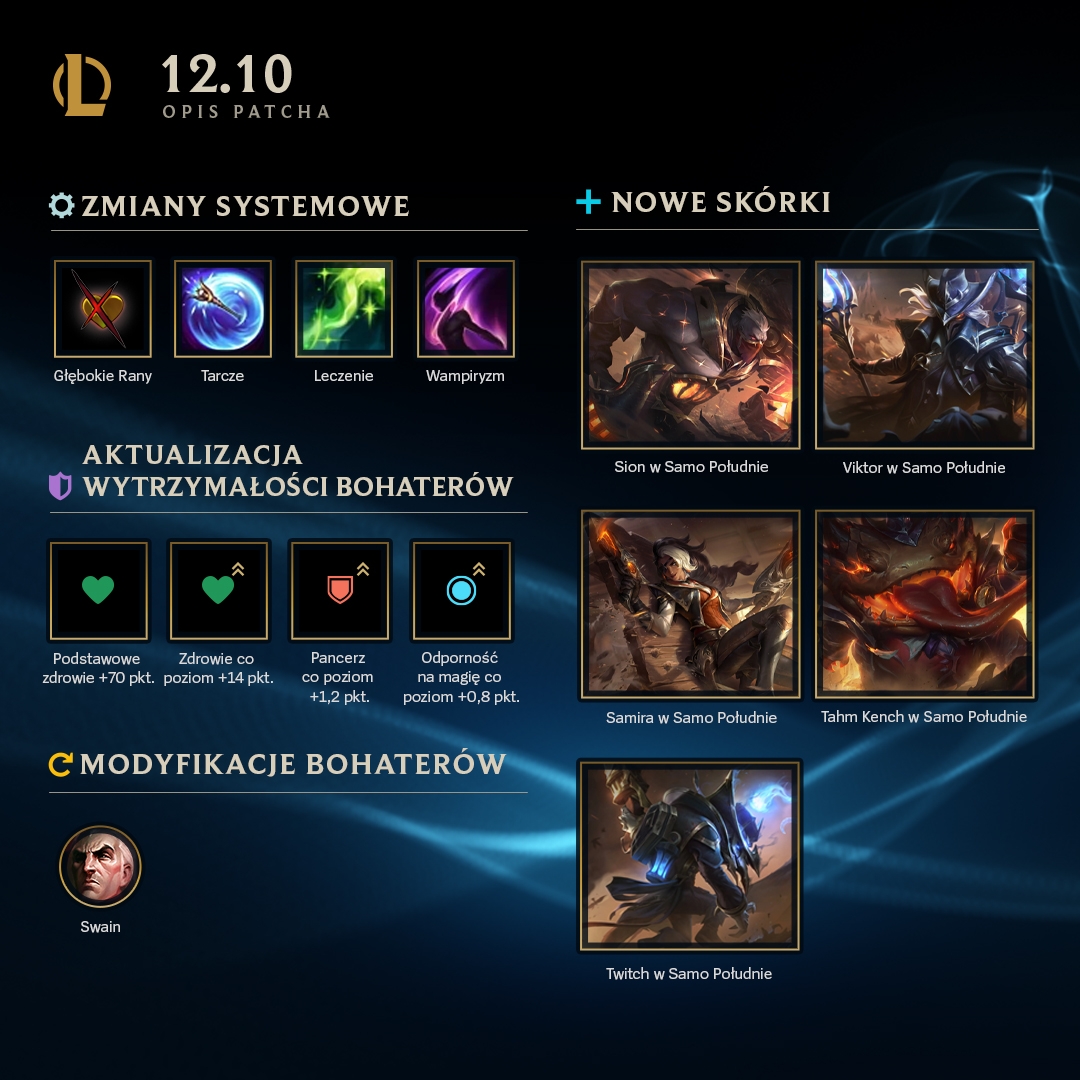 12.10
OPIS PATCHA
ZMIANY SYSTEMOWE
Głębokie Rany
Tarcze
Leczenie
Wampiryzm
AKTUALIZACJA
WYTRZYMAŁOŚCI BOHATERÓW
Podstawowe
zdrowie +70 pkt.
Zdrowie co
poziom +14 pkt.
Pancerz
co poziom
+1,2 pkt.
Odporność
na magię co
poziom +0,8 pkt.
MODYFIKACJE BOHATERÓW
Swain
NOWE SKÓRKI
Sion w Samo Południe
Viktor w Samo Południe
Samira w Samo Południe
Tahm Kench w Samo Południe
Twitch w Samo Południe